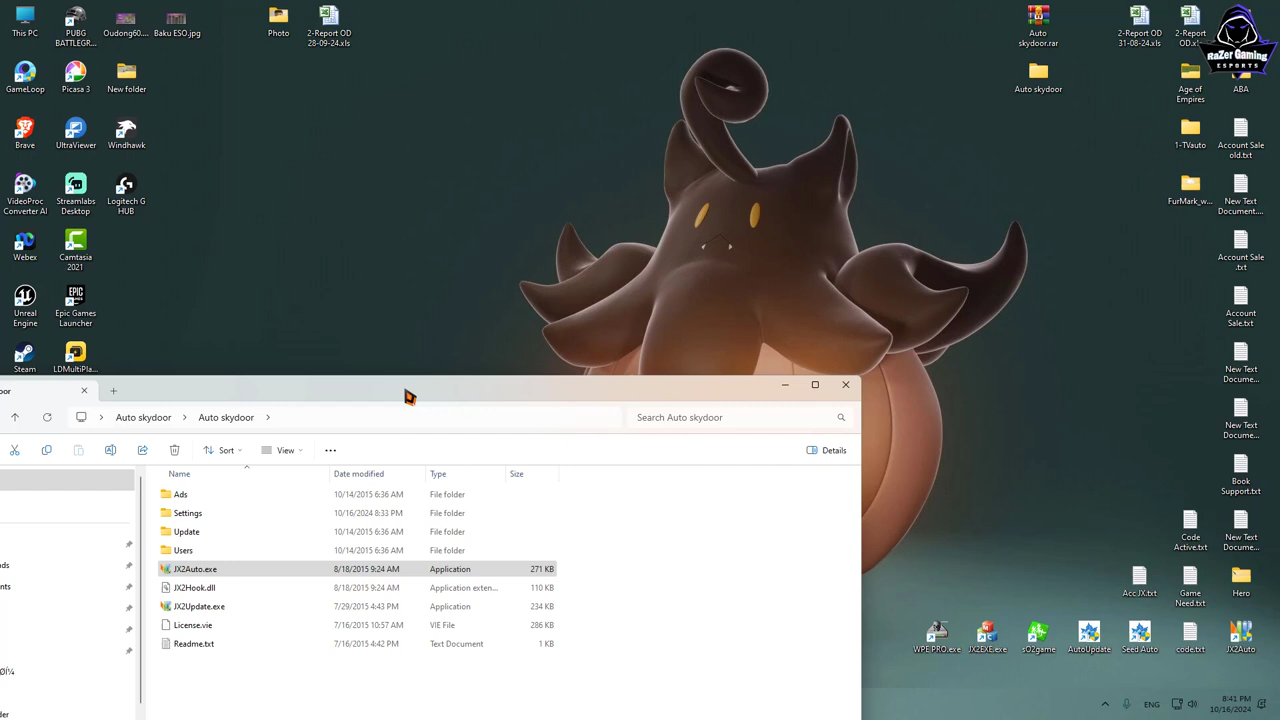 This PC
PUBG
BATTLEGR...
Oudong60....
Baku ESO.jpg
Photo
2-Report OD
28-09-24.xls
Auto
skydoor.rar
2-Report OD
31-08-24.xls
2-Report
OD.xls
RaZer Gaming
ESPORTS
GameLoop
Picasa 3
New folder
Auto skydoor
Age of
Empires
ABA
Brave
UltraViewer
Windhawk
1-TVauto
Account Sale
old.txt
VideoProc
Converter AI
Streamlabs
Desktop
Logitech G
HUB
FurMark_w...
New Text
Document....
Webex
Camtasia
2021
Account Sale
.txt
Unreal
Engine
Epic Games
Launcher
Account
Sale.txt
Steam
LDMultiPla...
New Text
Docume...
oor
Auto skydoor
Auto skydoor
Search Auto skydoor
New Text
Docume...
Sort
View
Details
Name
Date modified
Type
Size
Book
Support.txt
Ads
10/14/2015 6:36 AM
File folder
Settings
10/16/2024 8:33 PM
File folder
Update
10/14/2015 6:36 AM
File folder
Users
10/14/2015 6:36 AM
File folder
JX2Auto.exe
8/18/2015 9:24 AM
Application
271 KB
JX2Hook.dll
8/18/2015 9:24 AM
Application exten...
110 KB
JX2Update.exe
7/29/2015 4:43 PM
Application
234 KB
License.vie
7/16/2015 10:57 AM
VIE File
286 KB
Readme.txt
7/16/2015 4:42 PM
Text Document
1 KB
ads
ents
der
Code
Active.txt
New Text
Docume...
Acc JX.txt
Game
Need.txt
Hero
WPE PRO.exe
JX2EXE.exe
sO2game
AutoUpdate
Seed Auto
code.txt
JX2Auto
ENG
8:41 PM
10/16/2024